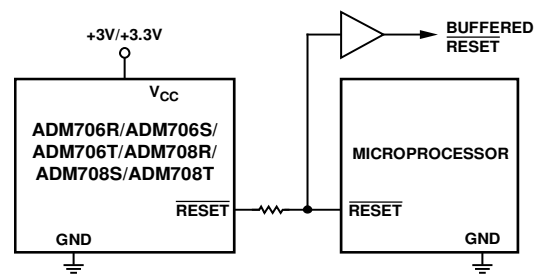 +3V/+3.3V
BUFFERED
RESET
VCC
ADM706R/ADM706S/
ADM706T/ADM708R/
ADM708S/ADM708T
MICROPROCESSOR
RESET
RESET
GND
GND